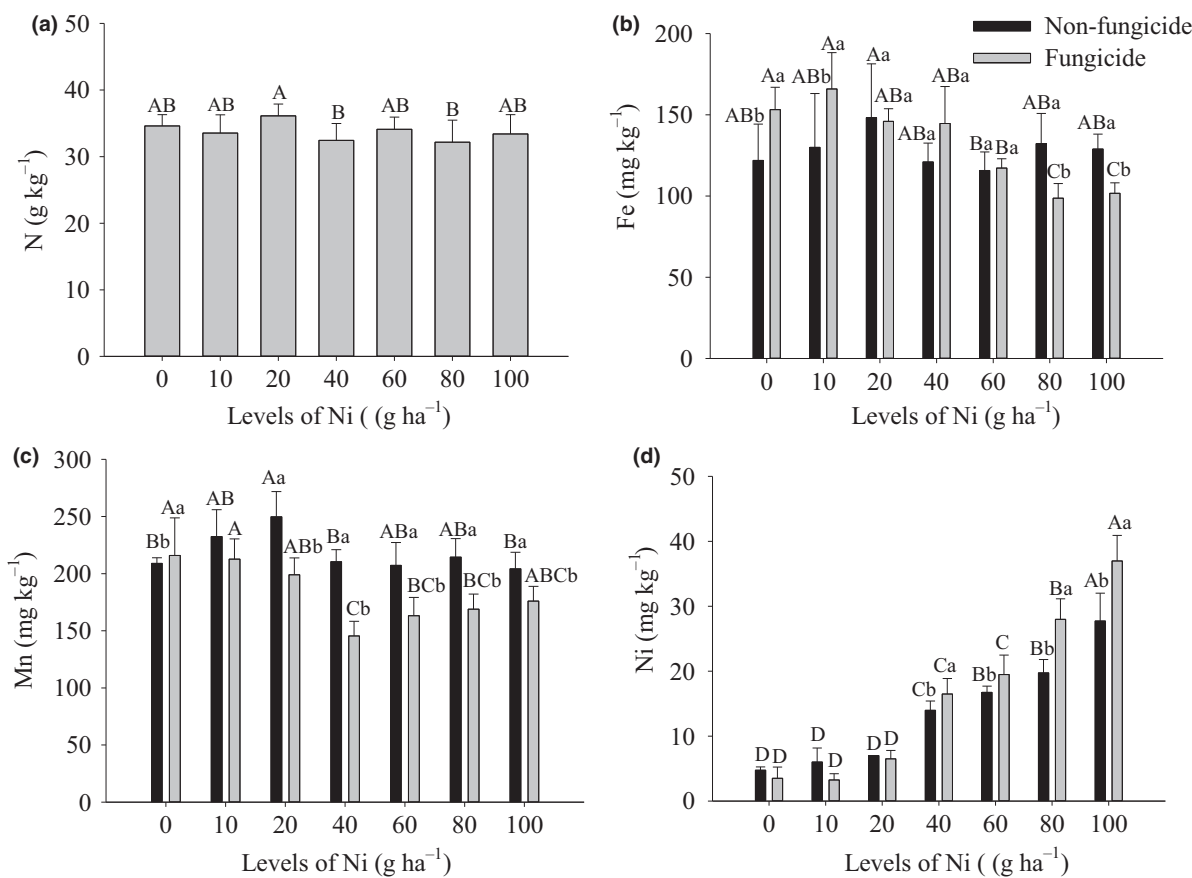 (a)
50
40
30
20
10
0
N (g kg⁻¹)
AB AB A B AB B AB
0 10 20 40 60 80 100
Levels of Ni ( (g ha⁻¹)
(b)
Non-fungicide
Fungicide
200
150
100
50
0
Fe (mg kg⁻¹)
ABb Aa ABb Aa Aa ABa ABa Ba Ba ABa Cb ABa Cb
0 10 20 40 60 80 100
Levels of Ni (g ha⁻¹)
(c)
300
250
200
150
100
50
0
Mn (mg kg⁻¹)
Bb Aa AB A Aa ABb Ba Cb ABa BCb ABa BCb Ba ABCb
0 10 20 40 60 80 100
Levels of Ni (g ha⁻¹)
(d)
50
40
30
20
10
0
Ni (mg kg⁻¹)
D D D D D D Cb Ca Bb C Bb Ba Ab Aa
0 10 20 40 60 80 100
Levels of Ni ( (g ha⁻¹)